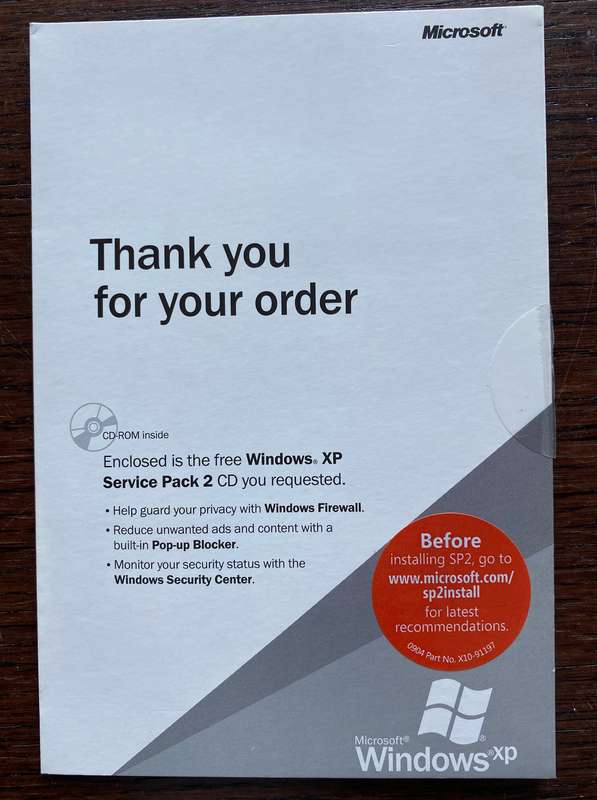 Microsoft®
Thank you
for your order
CD-ROM inside
Enclosed is the free Windows® XP
Service Pack 2 CD you requested.
• Help guard your privacy with Windows Firewall.
• Reduce unwanted ads and content with a
built-in Pop-up Blocker.
• Monitor your security status with the
Windows Security Center.
Before
installing SP2, go to
www.microsoft.com/
sp2install
for latest
recommendations.
0904 Part No. X10-91197
Microsoft®
Windows®xp